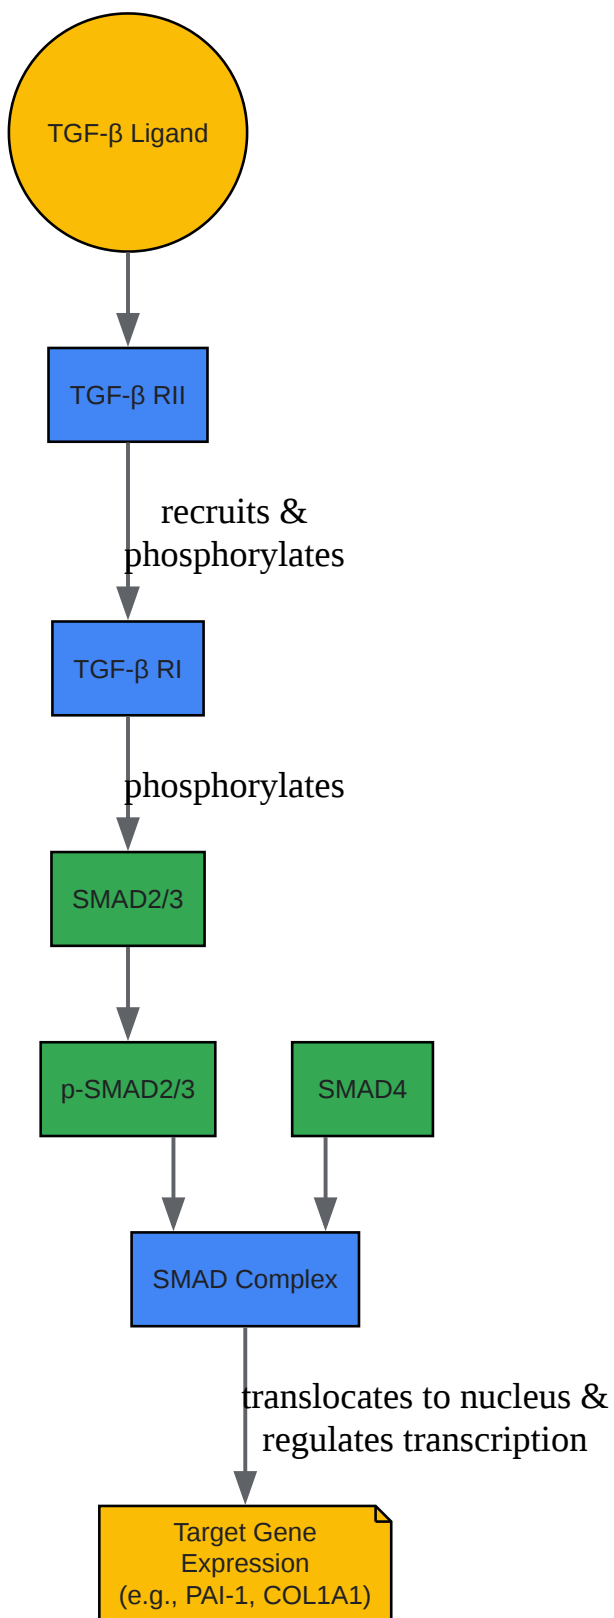 TGF-β Ligand
TGF-β RII
recruits &
phosphorylates
TGF-β RI
phosphorylates
SMAD2/3
p-SMAD2/3
SMAD4
SMAD Complex
translocates to nucleus &
regulates transcription
Target Gene
Expression
(e.g., PAI-1, COL1A1)